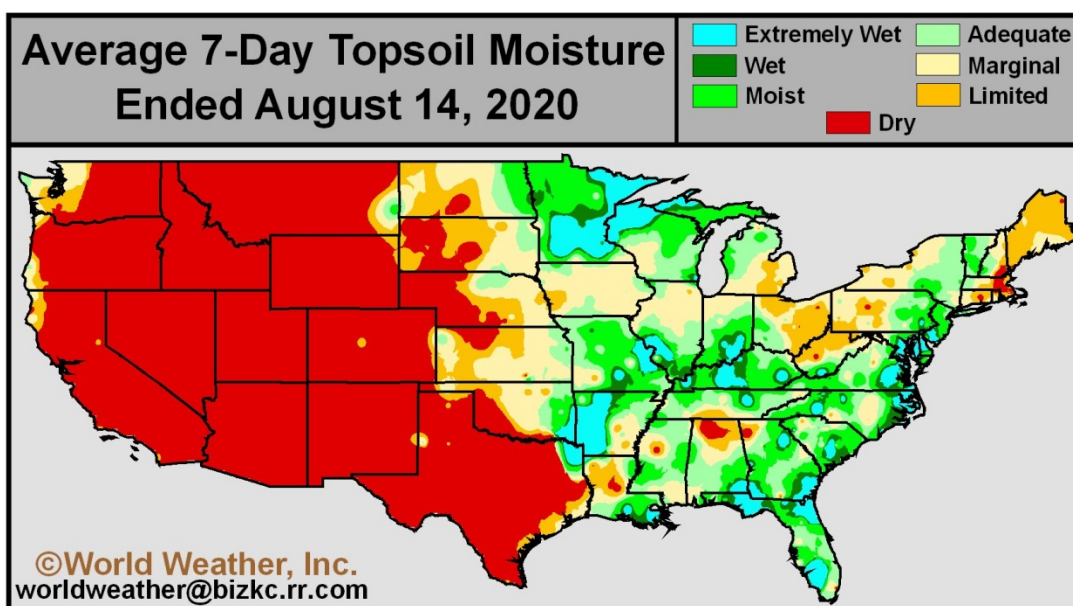 Average 7-Day Topsoil Moisture
Ended August 14, 2020
Extremely Wet
Adequate
Wet
Marginal
Moist
Limited
Dry
©World Weather, Inc.
worldweather@bizkc.rr.com